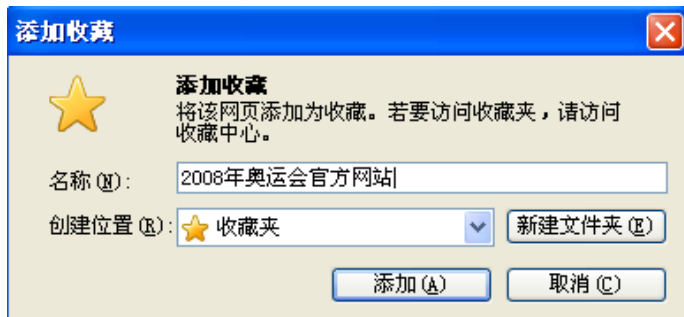 添加收藏
添加收藏
将该网页添加为收藏。若要访问收藏夹，请访问
收藏中心。
名称(N): 2008年奥运会官方网站
创建位置(R): 收藏夹 新建文件夹(E)
添加(A) 取消(C)